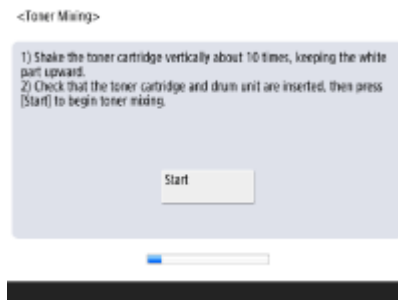 <Toner Mixing>
1) Shake the toner cartridge vertically about 10 times, keeping the white
part upward.
2) Check that the toner cartridge and drum unit are inserted, then press
[Start] to begin toner mixing.
Start